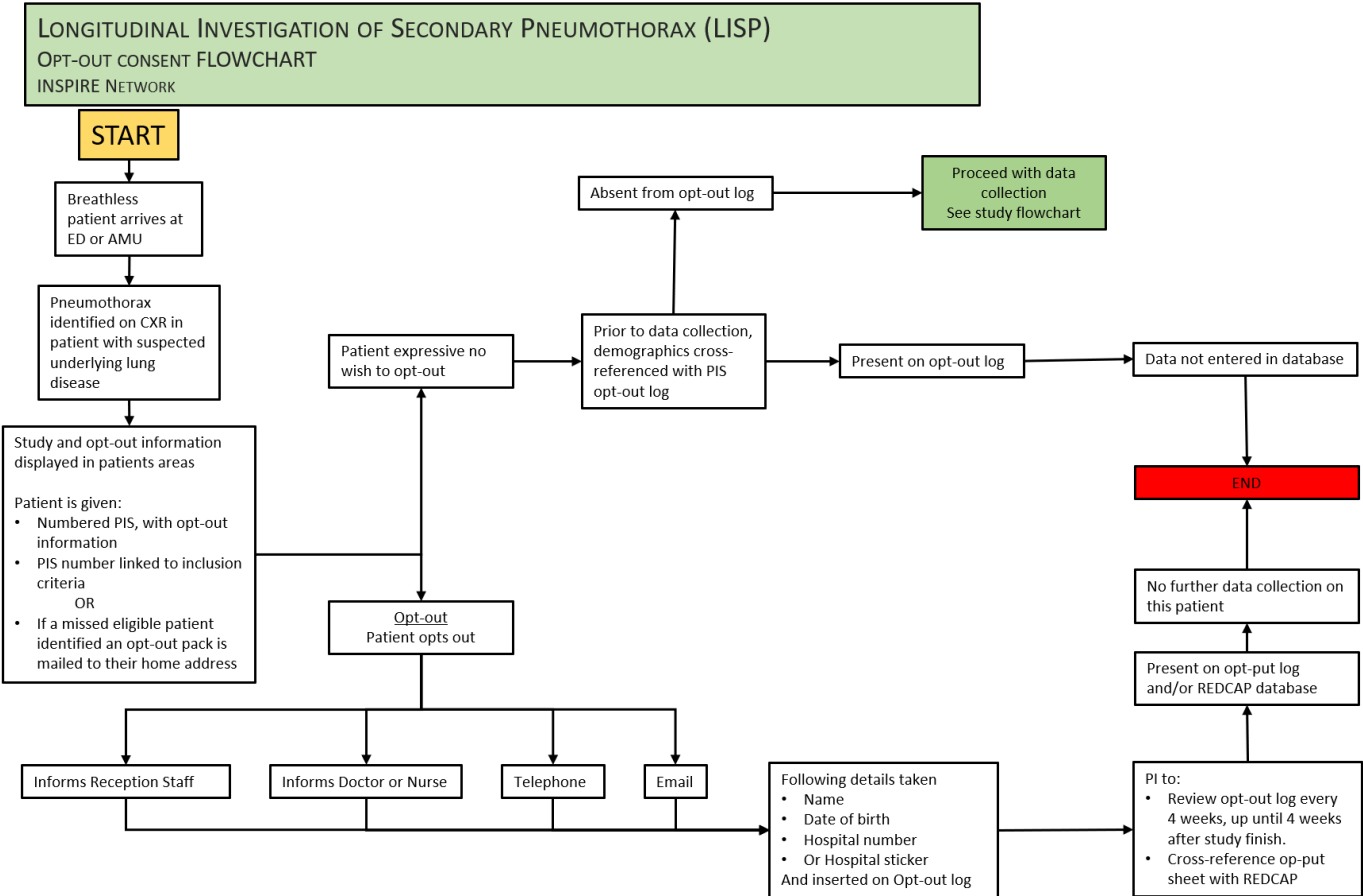 LONGITUDINAL INVESTIGATION OF SECONDARY PNEUMOTHORAX (LISP)
OPT-OUT CONSENT FLOWCHART
INSPIRE NETWORK
START
Breathless
patient arrives at
ED or AMU
Pneumothorax
identified on CXR in
patient with suspected
underlying lung
disease
Study and opt-out information
displayed in patients areas
Patient is given:
• Numbered PIS, with opt-out
information
• PIS number linked to inclusion
criteria
OR
• If a missed eligible patient
identified an opt-out pack is
mailed to their home address
Patient expressive no
wish to opt-out
Prior to data collection,
demographics cross-
referenced with PIS
opt-out log
Absent from opt-out log
Proceed with data
collection
See study flowchart
Present on opt-out log
Data not entered in database
END
Opt-out
Patient opts out
Informs Reception Staff
Informs Doctor or Nurse
Telephone
Email
Following details taken
• Name
• Date of birth
• Hospital number
• Or Hospital sticker
And inserted on Opt-out log
PI to:
• Review opt-out log every
4 weeks, up until 4 weeks
after study finish.
• Cross-reference op-put
sheet with REDCAP
Present on opt-put log
and/or REDCAP database
No further data collection on
this patient